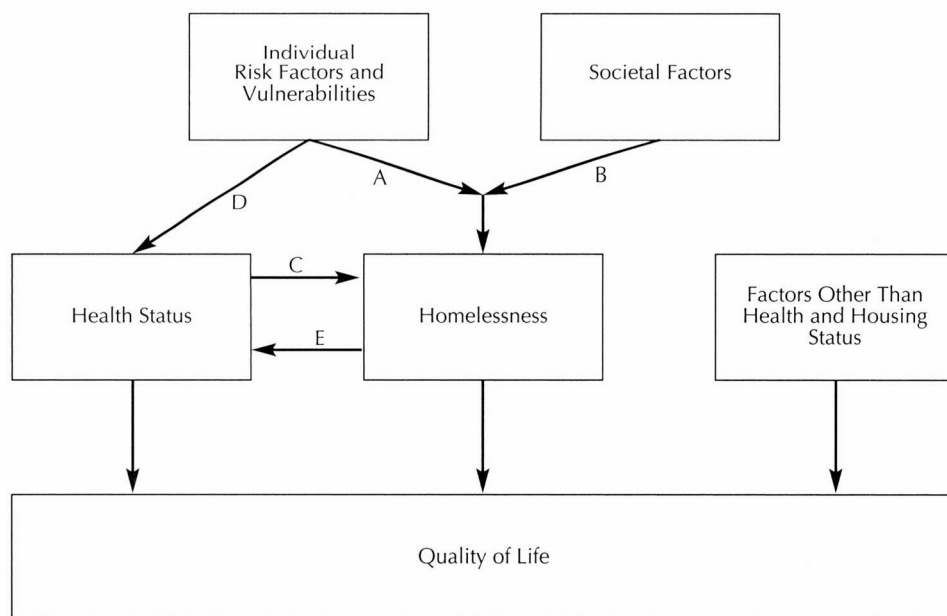 Individual
Risk Factors and
Vulnerabilities
Societal Factors
A
B
D
C
Health Status
Homelessness
Factors Other Than
Health and Housing
Status
E
Quality of Life